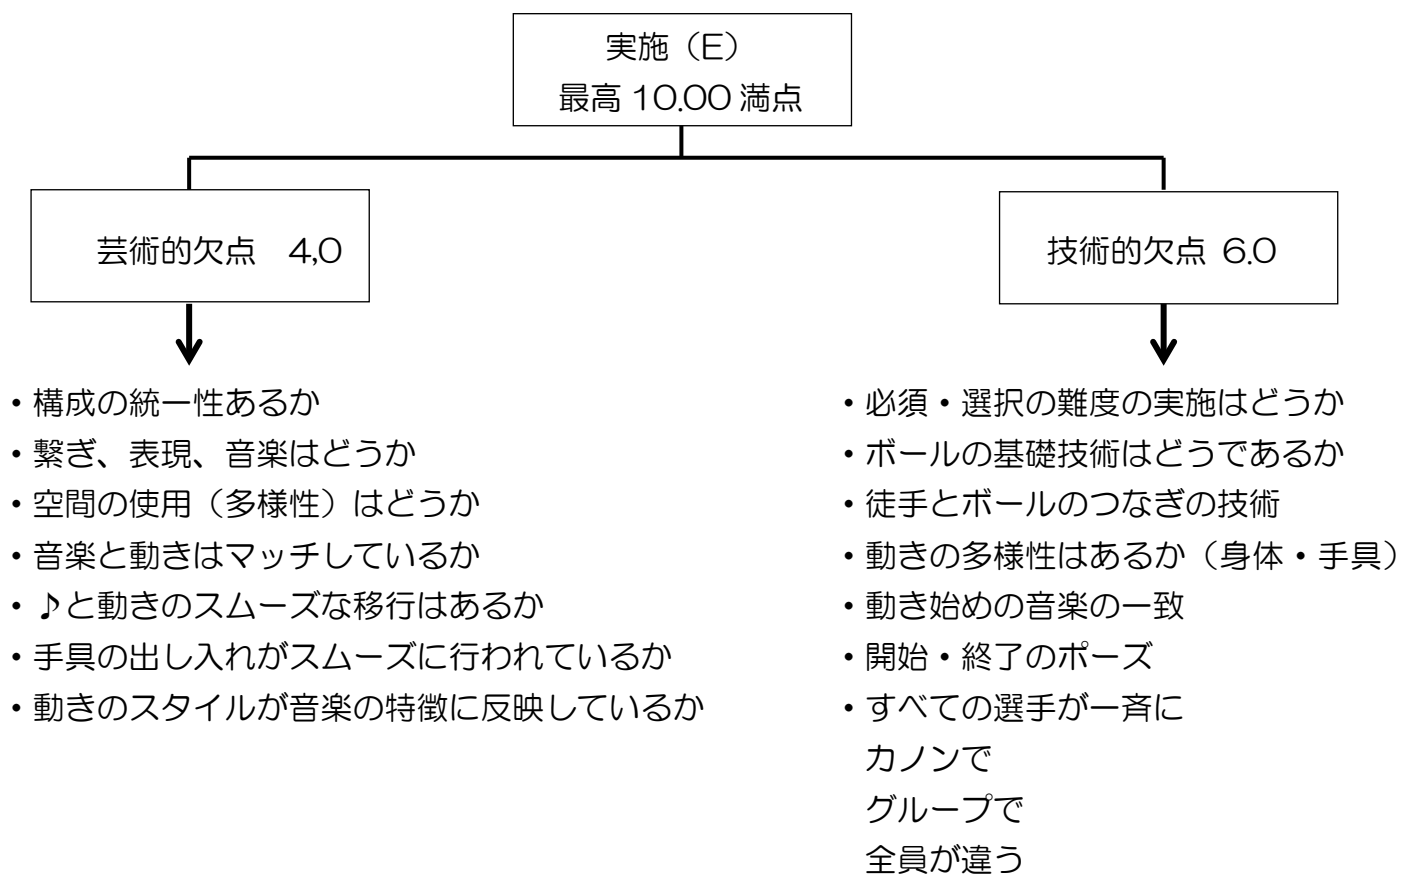 実施（E）
最高 10.00 満点
芸術的欠点　4,0
技術的欠点 6.0
・構成の統一性あるか
・繋ぎ、表現、音楽はどうか
・空間の使用（多様性）はどうか
・音楽と動きはマッチしているか
・♪と動きのスムーズな移行はあるか
・手具の出し入れがスムーズに行われているか
・動きのスタイルが音楽の特徴に反映しているか
・必須・選択の難度の実施はどうか
・ボールの基礎技術はどうであるか
・徒手とボールのつなぎの技術
・動きの多様性はあるか（身体・手具）
・動き始めの音楽の一致
・開始・終了のポーズ
・すべての選手が一斉に
カノンで
グループで
全員が違う